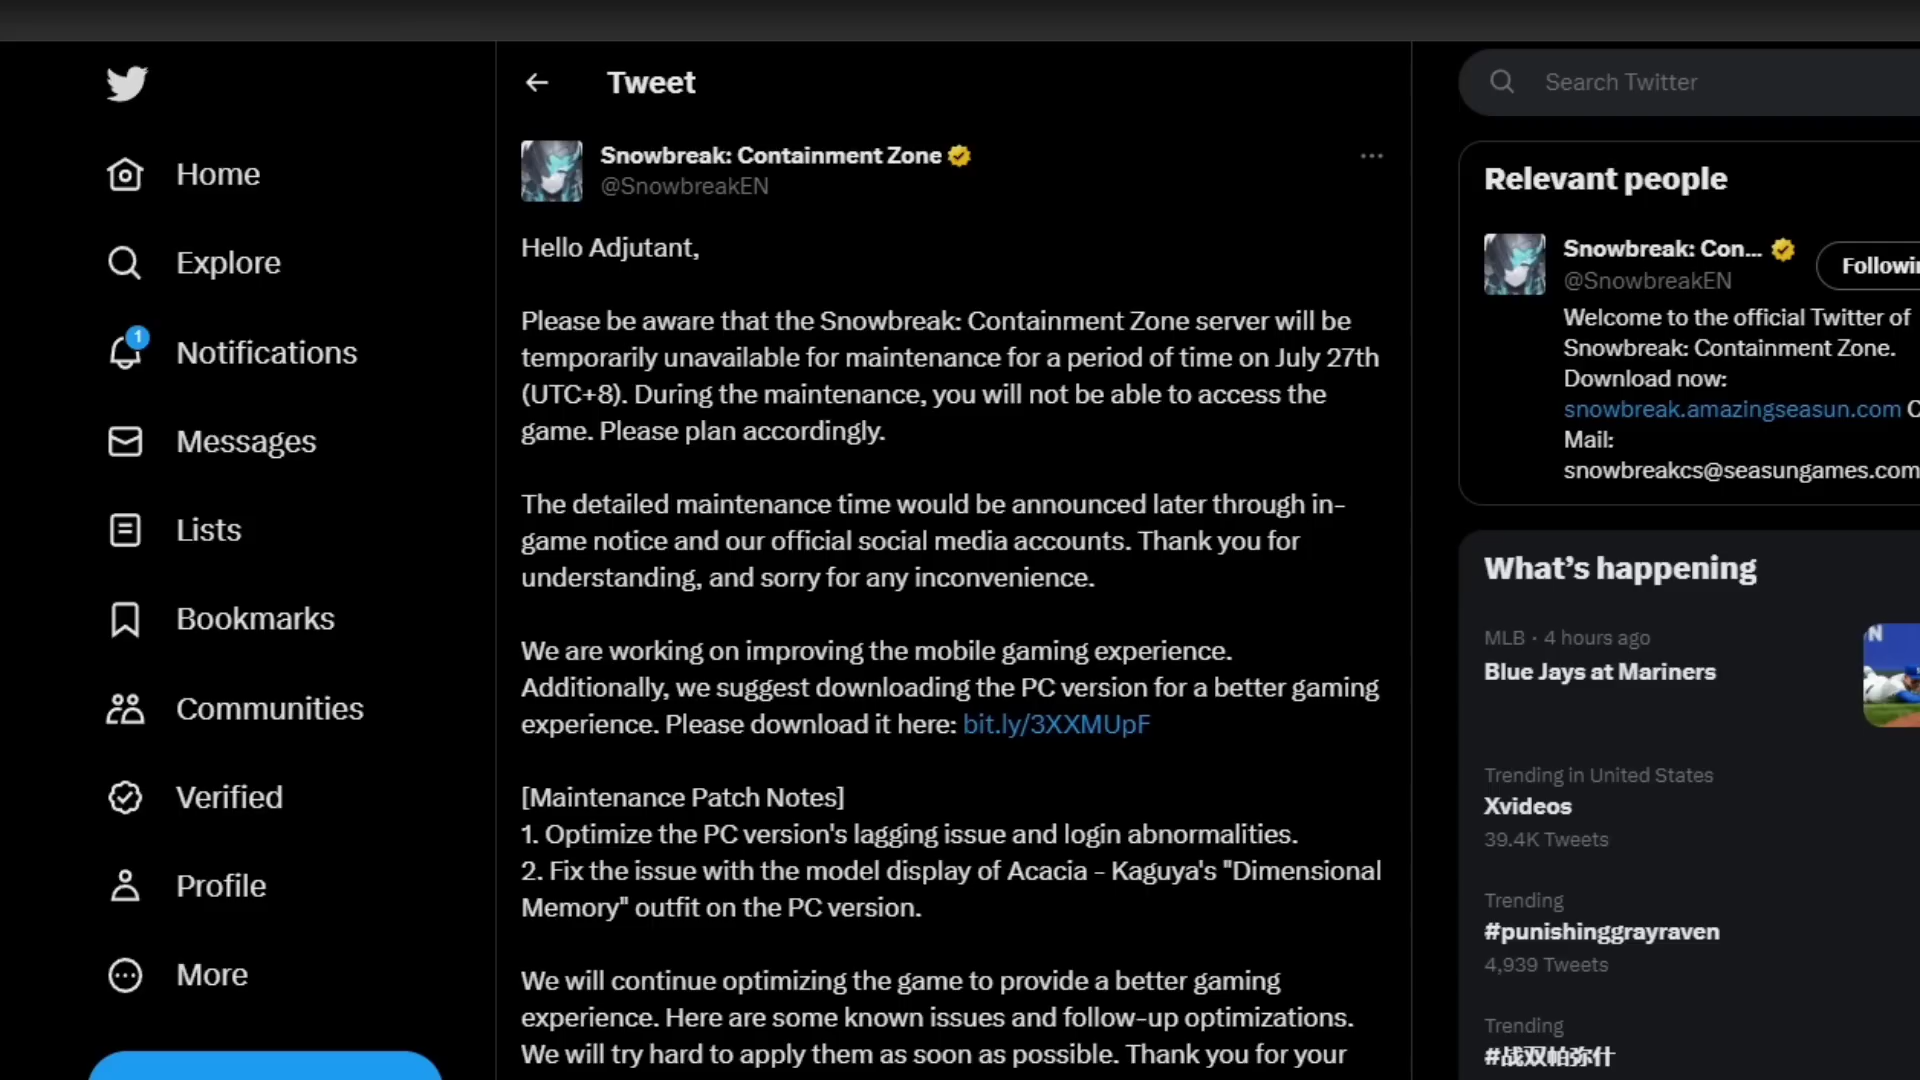 Tweet
Search Twitter
Home
Explore
1
Notifications
Messages
Lists
Bookmarks
Communities
Verified
Profile
More
Snowbreak: Containment Zone
@SnowbreakEN
Hello Adjutant,
Please be aware that the Snowbreak: Containment Zone server will be
temporarily unavailable for maintenance for a period of time on July 27th
(UTC+8). During the maintenance, you will not be able to access the
game. Please plan accordingly.
The detailed maintenance time would be announced later through in-
game notice and our official social media accounts. Thank you for
understanding, and sorry for any inconvenience.
We are working on improving the mobile gaming experience.
Additionally, we suggest downloading the PC version for a better gaming
experience. Please download it here: bit.ly/3XXMUpF
[Maintenance Patch Notes]
1. Optimize the PC version's lagging issue and login abnormalities.
2. Fix the issue with the model display of Acacia - Kaguya's "Dimensional
Memory" outfit on the PC version.
We will continue optimizing the game to provide a better gaming
experience. Here are some known issues and follow-up optimizations.
We will try hard to apply them as soon as possible. Thank you for your
Relevant people
Snowbreak: Con...
@SnowbreakEN
Followin
Welcome to the official Twitter of
Snowbreak: Containment Zone.
Download now:
snowbreak.amazingseasun.com C
Mail:
snowbreakcs@seasungames.com
What's happening
MLB · 4 hours ago
Blue Jays at Mariners
Trending in United States
Xvideos
39.4K Tweets
Trending
#punishinggrayraven
4,939 Tweets
Trending
#战双帕弥什